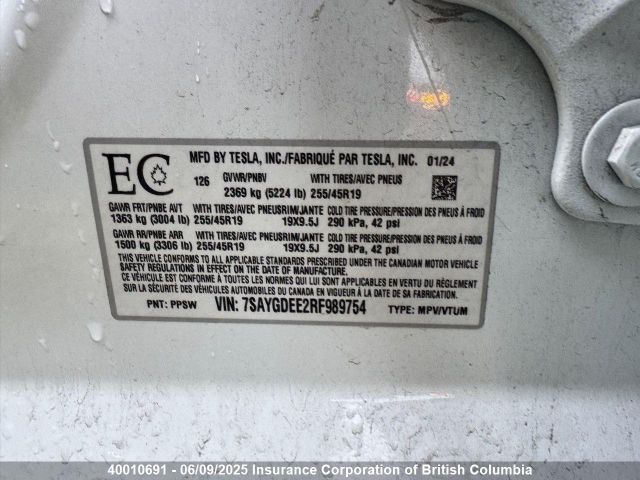 EC MFD BY TESLA, INC./FABRIQUÉ PAR TESLA, INC. 01/24
126 GVWR/PNBV WITH TIRES/AVEC PNEUS
2369 kg (5224 lb) 255/45R19
GAWR FRT/PNBE AVT WITH TIRES/AVEC PNEUS RIM/JANTE COLD TIRE PRESSURE/PRESSION DES PNEUS À FROID
1363 kg (3004 lb) 255/45R19 19X9.5J 290 kPa, 42 psi
GAWR RR/PNBE ARR WITH TIRES/AVEC PNEUS RIM/JANTE COLD TIRE PRESSURE/PRESSION DES PNEUS À FROID
1500 kg (3306 lb) 255/45R19 19X9.5J 290 kPa, 42 psi
THIS VEHICLE CONFORMS TO ALL APPLICABLE STANDARDS PRESCRIBED UNDER THE CANADIAN MOTOR VEHICLE
SAFETY REGULATIONS IN EFFECT ON THE DATE OF MANUFACTURE
CE VÉHICULE EST CONFORME À TOUTES LES NORMES QUI LUI SONT APPLICABLES EN VERTU DU RÈGLEMENT
SUR LA SÉCURITÉ DES VÉHICULES AUTOMOBILES DU CANADA EN VIGUEUR À LA DATE DE SA FABRICATION.
PNT: PPSW VIN: 7SAYGDEE2RF989754 TYPE: MPV/VTUM
40010691 - 06/09/2025 Insurance Corporation of British Columbia